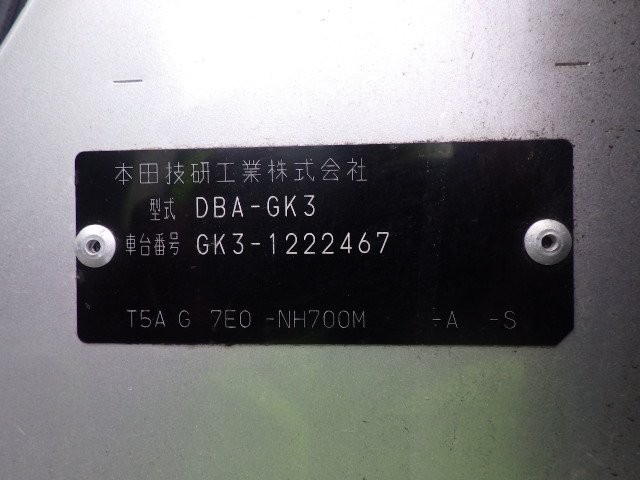 本田技研工業株式会社
型式 DBA-GK3
車台番号 GK3-1222467
T5A G 7E0 -NH700M -A -S